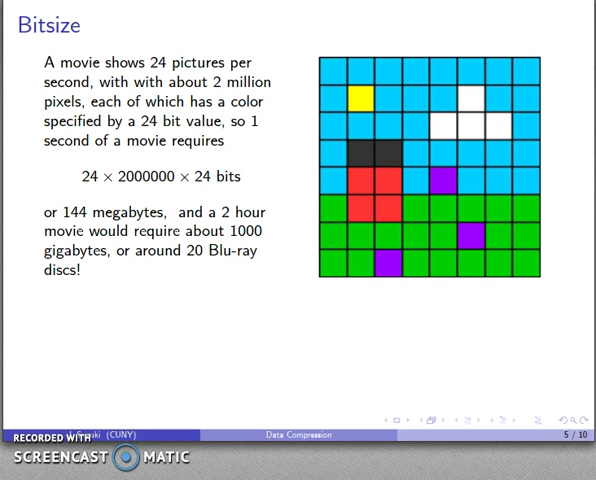 Bitsize
A movie shows 24 pictures per
second, with with about 2 million
pixels, each of which has a color
specified by a 24 bit value, so 1
second of a movie requires
24 × 2000000 × 24 bits
or 144 megabytes, and a 2 hour
movie would require about 1000
gigabytes, or around 20 Blu-ray
discs!
(CUNY) Data Compression 5 / 10
RECORDED WITH
SCREENCAST MATIC